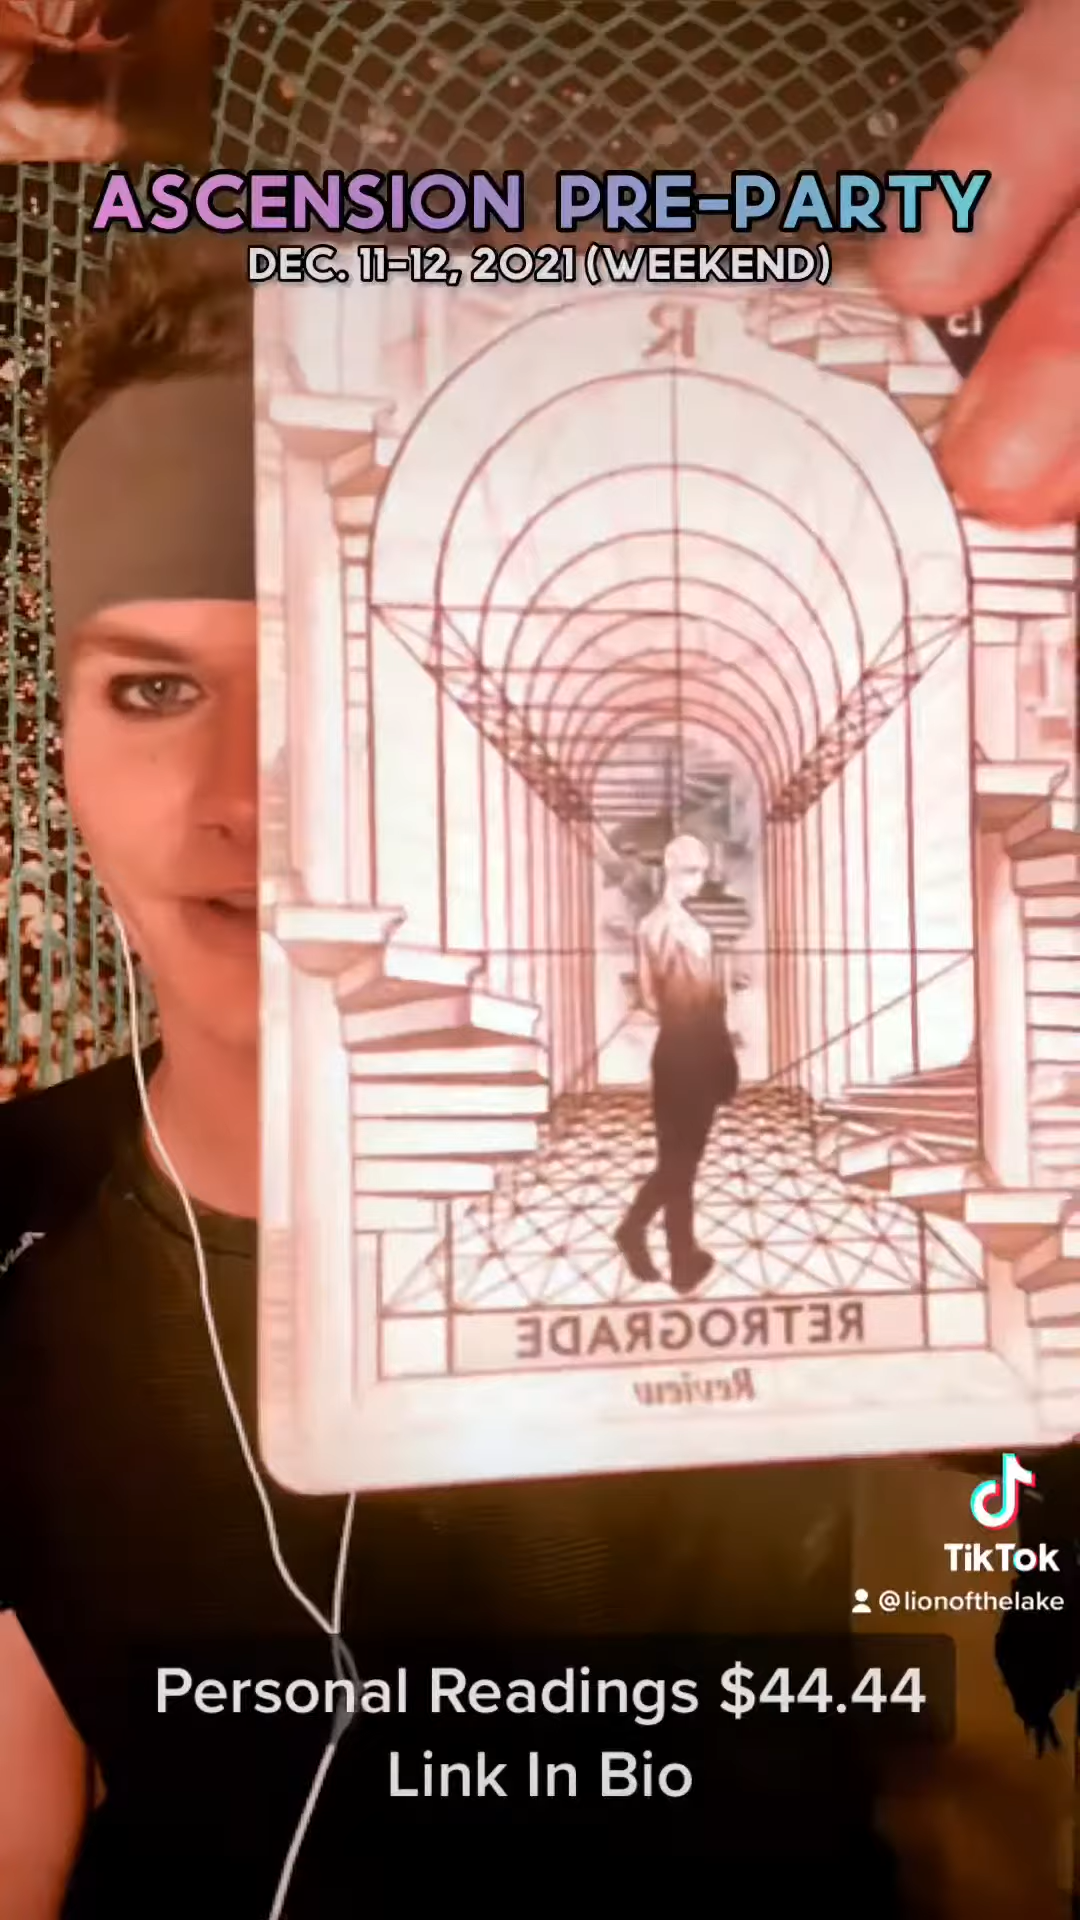 ASCENSION PRE-PARTY
DEC. 11-12, 2021 (WEEKEND)
R
RETROGRADE
Review
TikTok
@lionofthelake
Personal Readings $44.44
Link In Bio